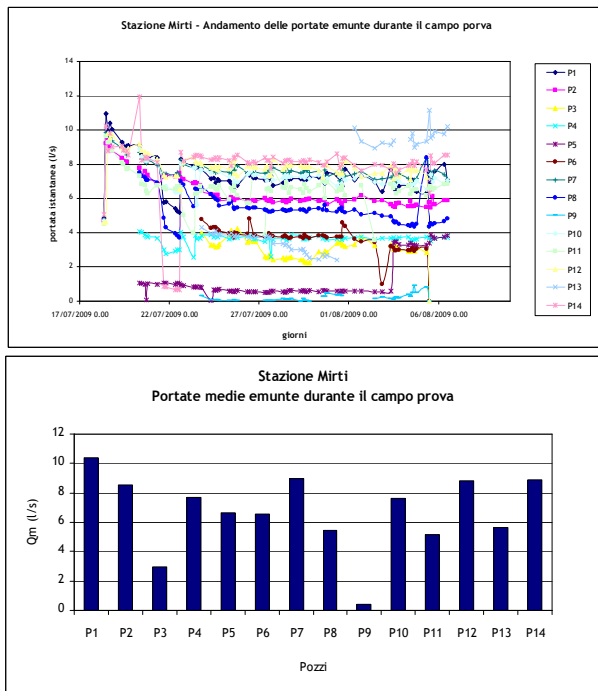 Stazione Mirti - Andamento delle portate emunte durante il campo porva
portata istantanea (l/s)
14
12
10
8
6
4
2
0
17/07/2009 0.00
22/07/2009 0.00
27/07/2009 0.00
01/08/2009 0.00
06/08/2009 0.00
giorni
P1
P2
P3
P4
P5
P6
P7
P8
P9
P10
P11
P12
P13
P14
Stazione Mirti
Portate medie emunte durante il campo prova
Qm (l/s)
12
10
8
6
4
2
0
P1 P2 P3 P4 P5 P6 P7 P8 P9 P10 P11 P12 P13 P14
Pozzi